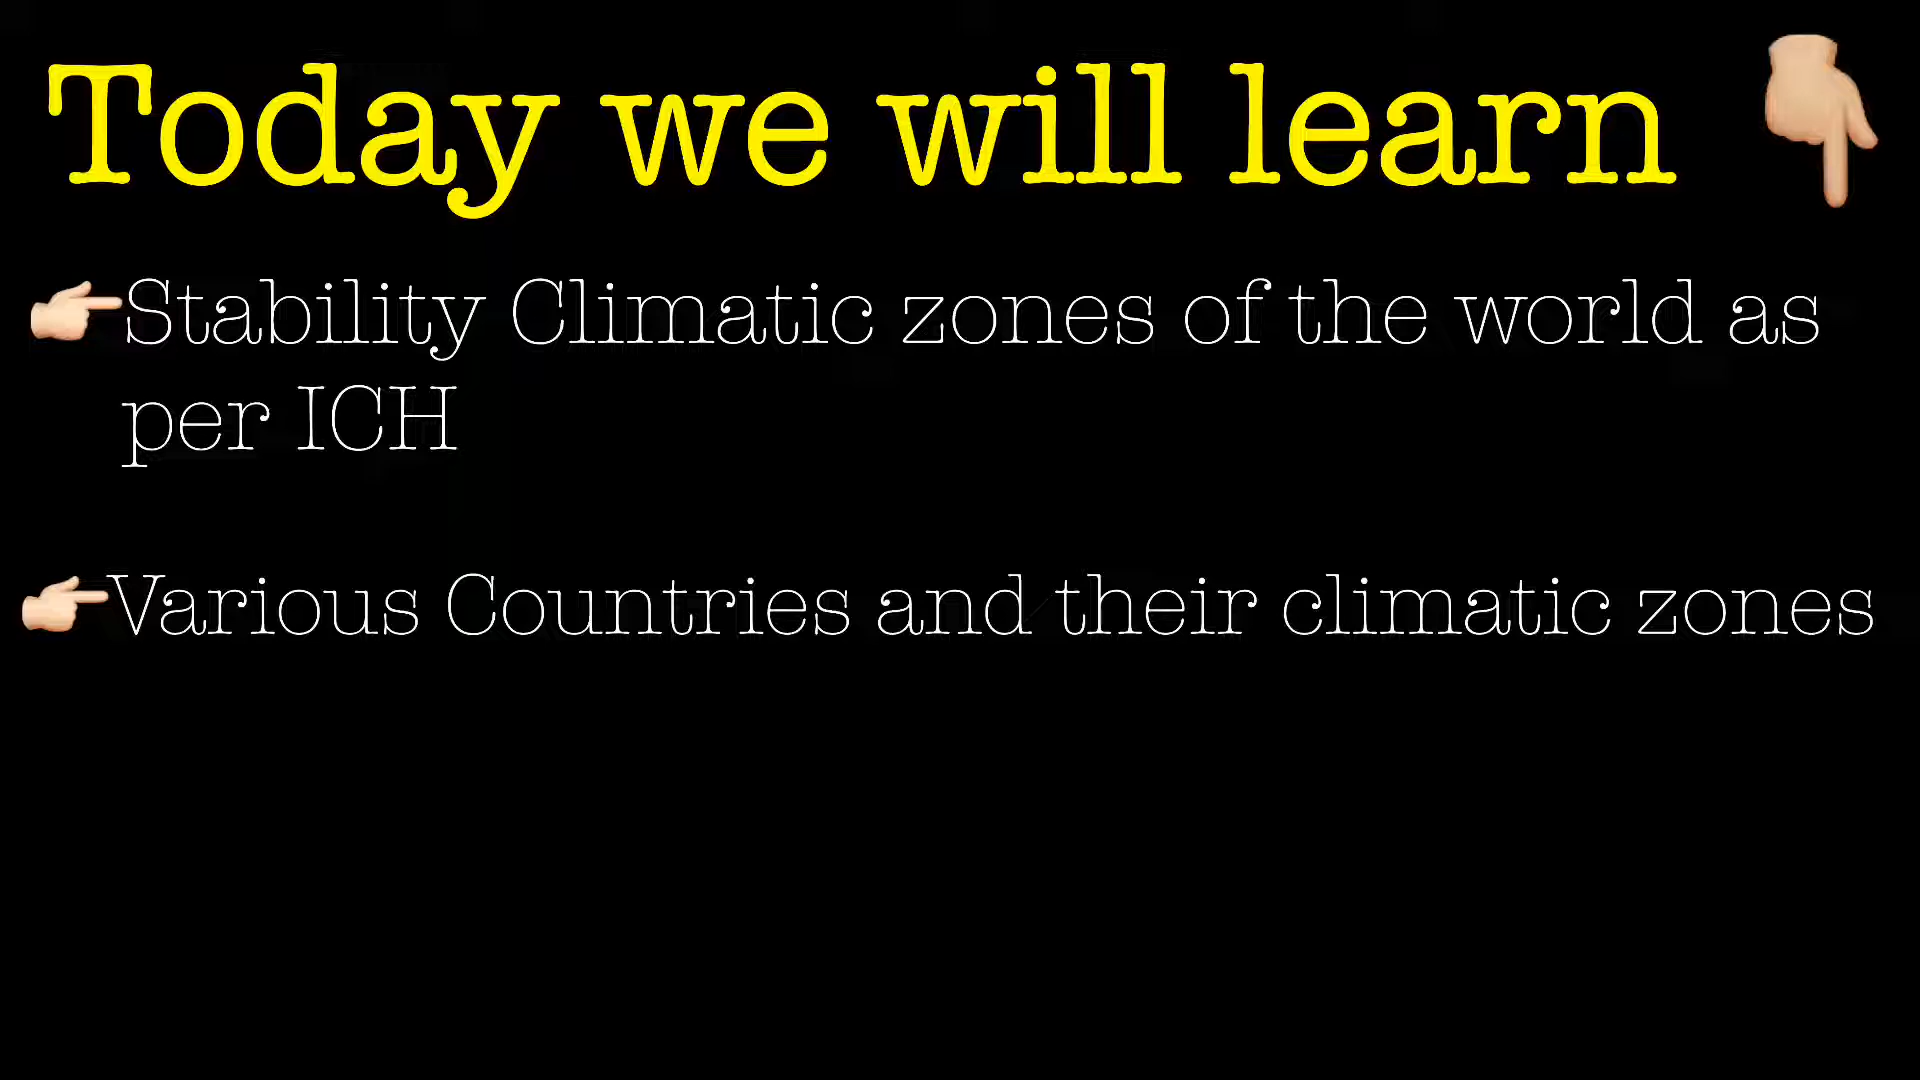 Today we will learn
Stability Climatic zones of the world as
per ICH
Various Countries and their climatic zones